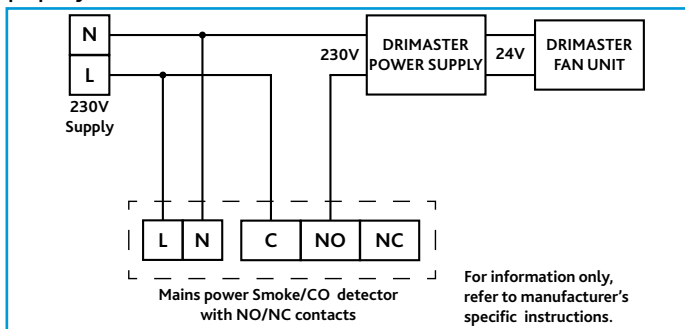 N
L
230V
Supply
230V
DRIMASTER
POWER SUPPLY
24V
DRIMASTER
FAN UNIT
L
N
C
NO
NC
Mains power Smoke/CO detector
with NO/NC contacts
For information only,
refer to manufacturer's
specific instructions.